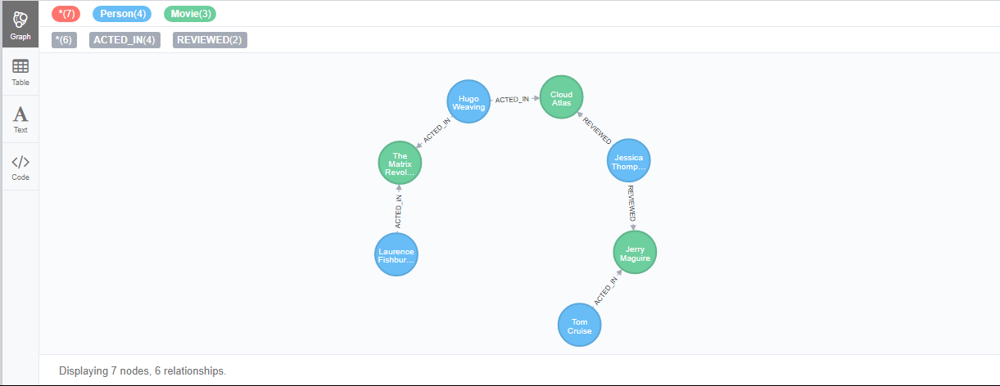 Graph
Table
Text
Code
*(7) Person(4) Movie(3)
*(6) ACTED_IN(4) REVIEWED(2)
Hugo
Weaving
ACTED_IN
Cloud
Atlas
ACTED_IN
REVIEWED
The
Matrix
Revol...
Jessica
Thomp...
ACTED_IN
REVIEWED
Laurence
Fishbur...
Jerry
Maguire
ACTED_IN
Tom
Cruise
Displaying 7 nodes, 6 relationships.